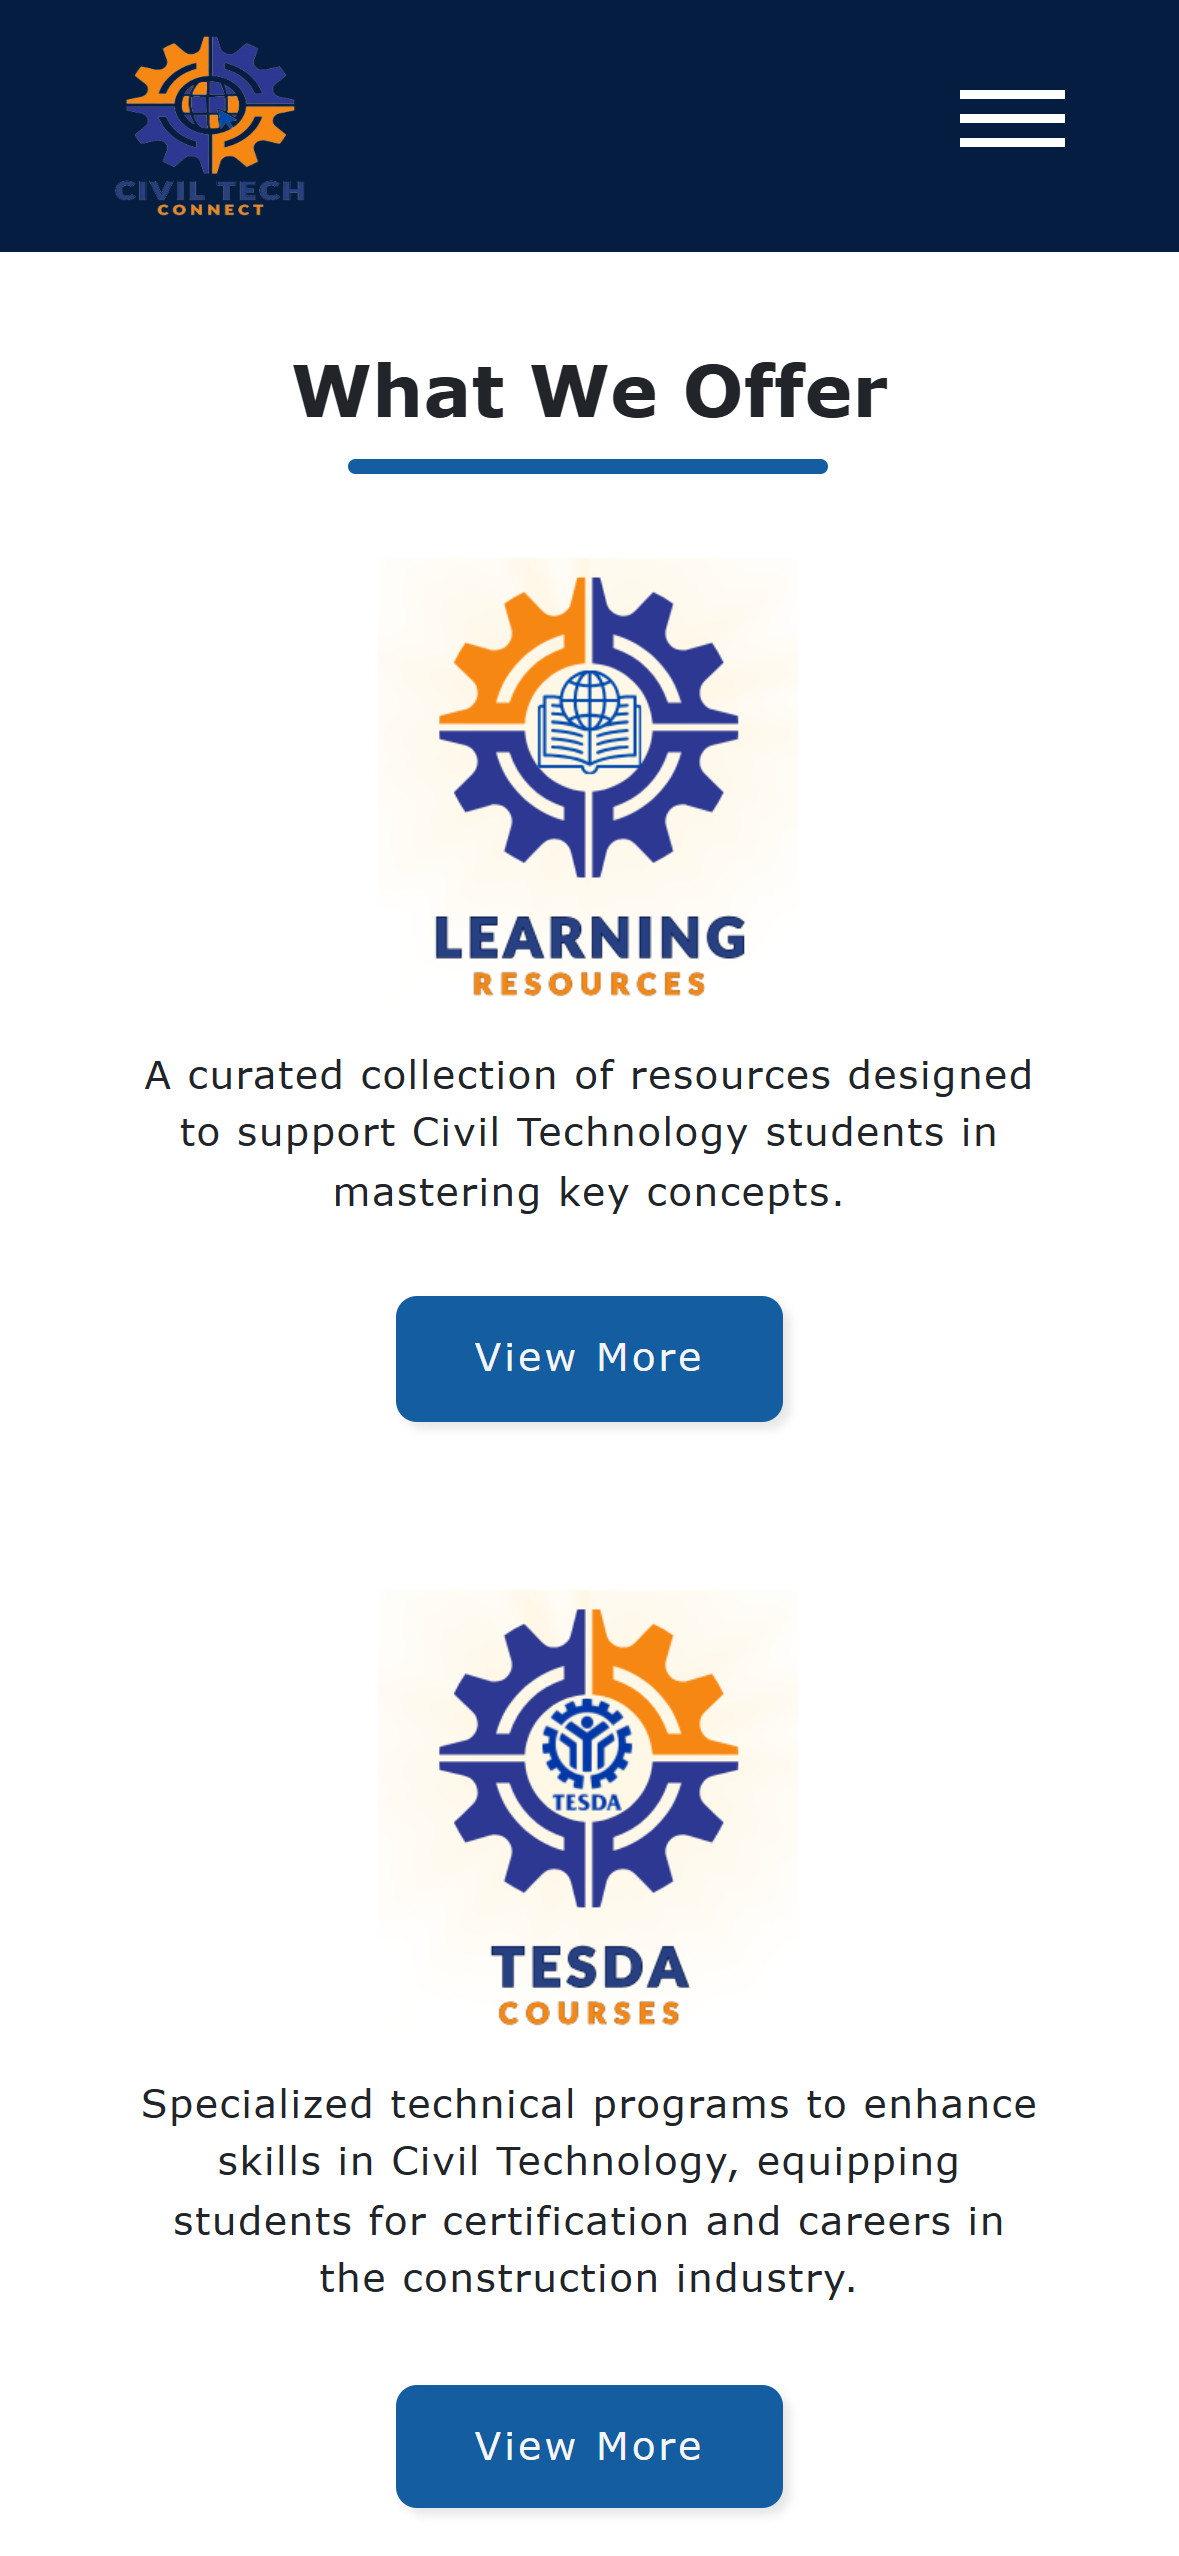 CIVIL TECH
CONNECT
What We Offer
LEARNING
RESOURCES
A curated collection of resources designed
to support Civil Technology students in
mastering key concepts.
View More
TESDA
TESDA
COURSES
Specialized technical programs to enhance
skills in Civil Technology, equipping
students for certification and careers in
the construction industry.
View More